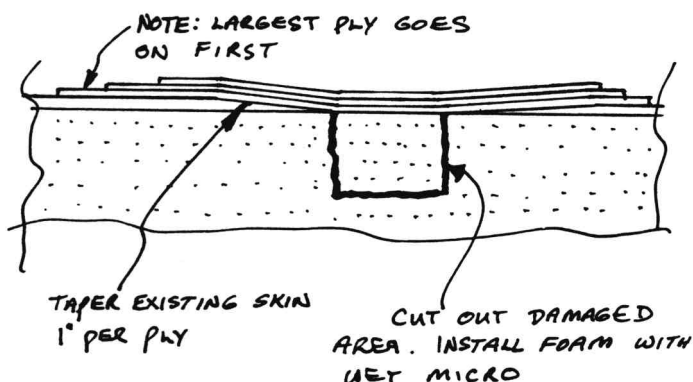 NOTE: LARGEST PLY GOES
ON FIRST
TAPER EXISTING SKIN
1" PER PLY
CUT OUT DAMAGED
AREA. INSTALL FOAM WITH
WET MICRO